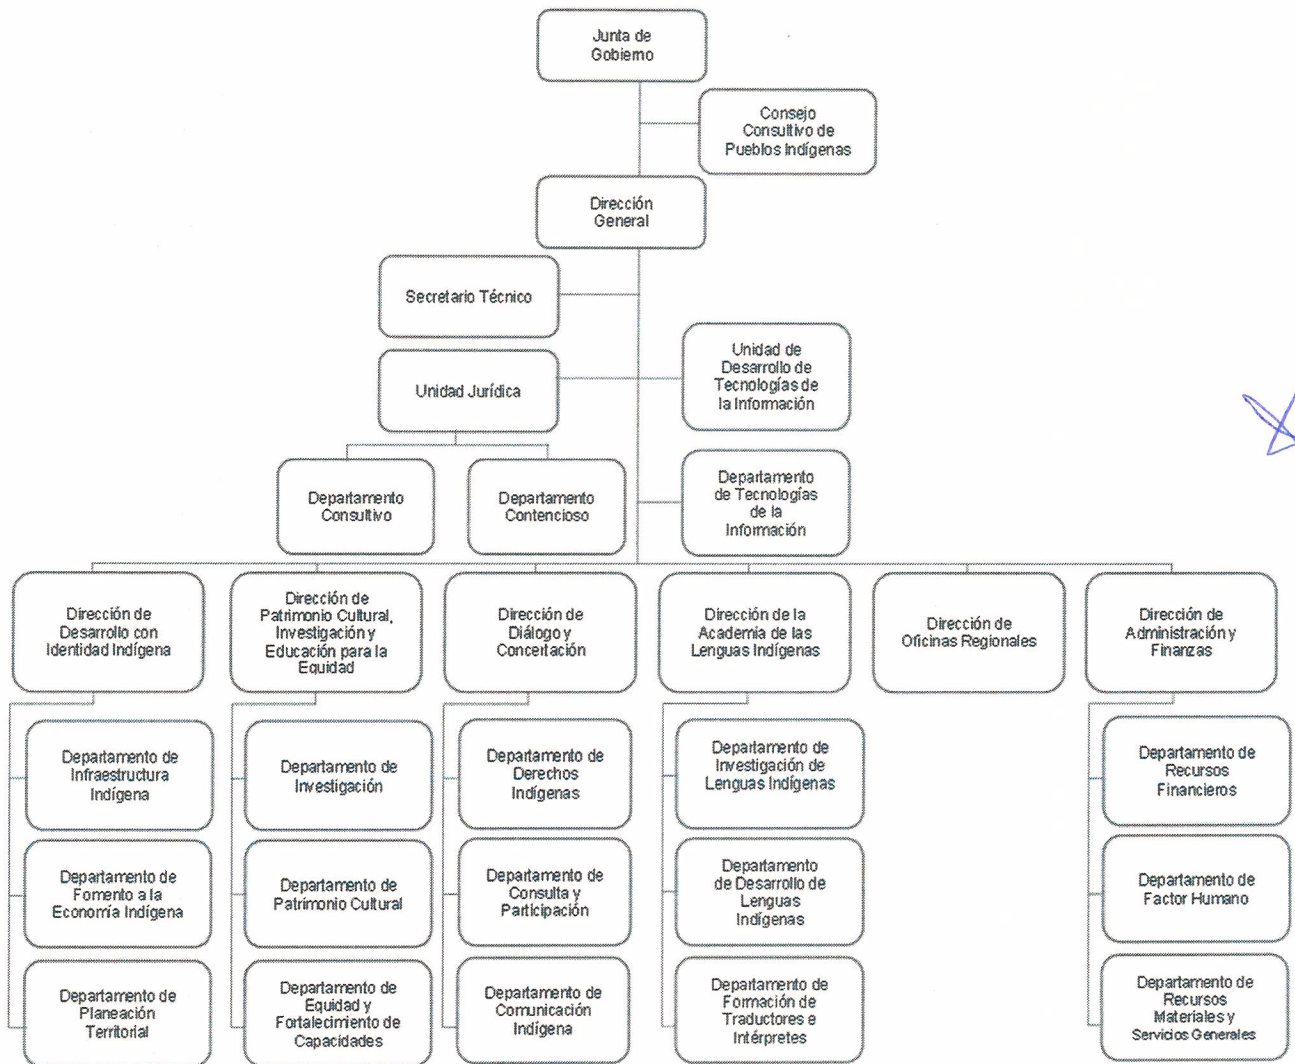 Junta de
Gobierno
Consejo
Consultivo de
Pueblos Indígenas
Dirección
General
Secretario Técnico
Unidad Jurídica
Unidad de
Desarrollo de
Tecnologías de
la Información
Departamento
Consultivo
Departamento
Contencioso
Departamento
de Tecnologías
de la
Información
Dirección de
Desarrollo con
Identidad Indígena
Dirección de
Patrimonio Cultural,
Investigación y
Educación para la
Equidad
Dirección de
Diálogo y
Concertación
Dirección de la
Academia de las
Lenguas Indígenas
Dirección de
Oficinas Regionales
Dirección de
Administración y
Finanzas
Departamento de
Infraestructura
Indígena
Departamento de
Investigación
Departamento de
Derechos
Indígenas
Departamento de
Investigación de
Lenguas Indígenas
Departamento de
Recursos
Financieros
Departamento de
Fomento a la
Economía Indígena
Departamento de
Patrimonio Cultural
Departamento de
Consulta y
Participación
Departamento
de Desarrollo de
Lenguas
Indígenas
Departamento de
Factor Humano
Departamento de
Planeación
Territorial
Departamento de
Equidad y
Fortalecimiento de
Capacidades
Departamento de
Comunicación
Indígena
Departamento de
Formación de
Traductores e
Intérpretes
Departamento de
Recursos
Materiales y
Servicios Generales